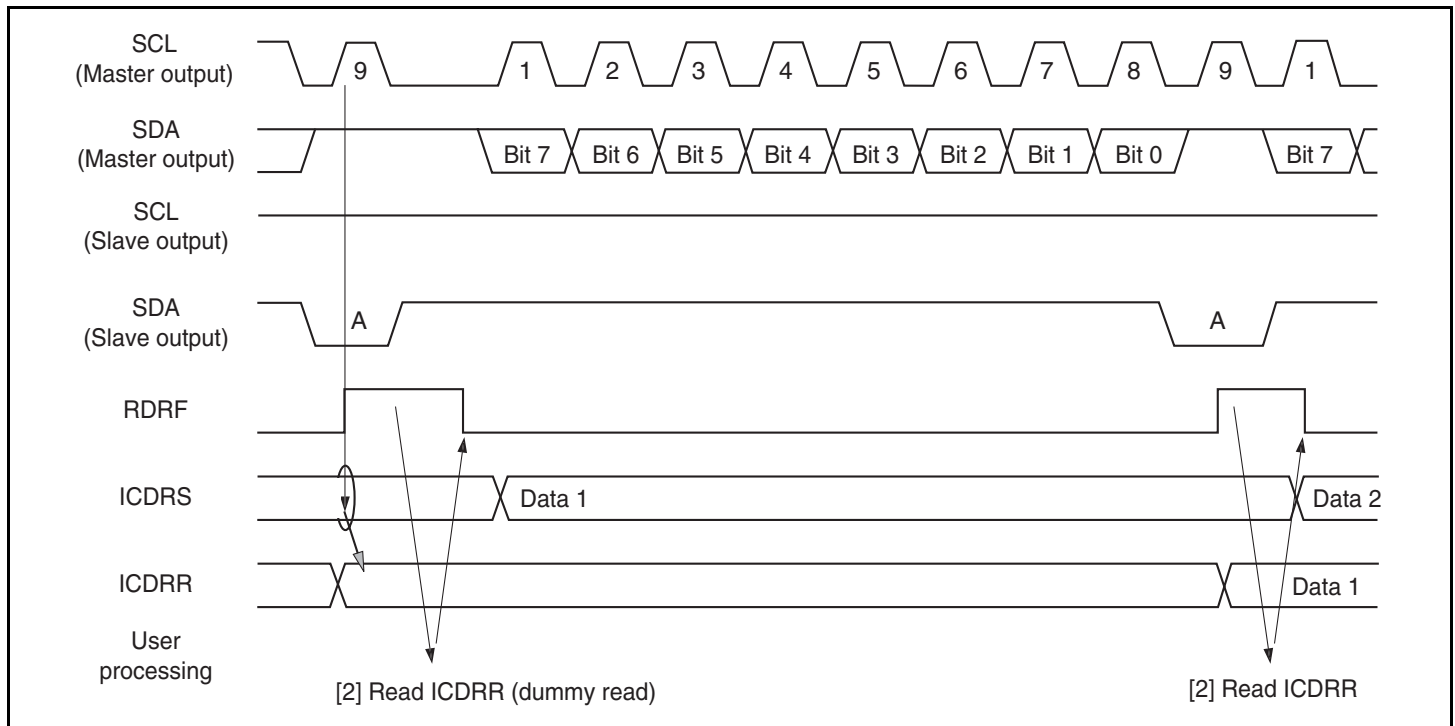 SCL
(Master output)
9 1 2 3 4 5 6 7 8 9 1
SDA
(Master output)
Bit 7 Bit 6 Bit 5 Bit 4 Bit 3 Bit 2 Bit 1 Bit 0 Bit 7
SCL
(Slave output)
SDA
(Slave output)
A A
RDRF
ICDRS
Data 1 Data 2
ICDRR
Data 1
User
processing
[2] Read ICDRR (dummy read) [2] Read ICDRR